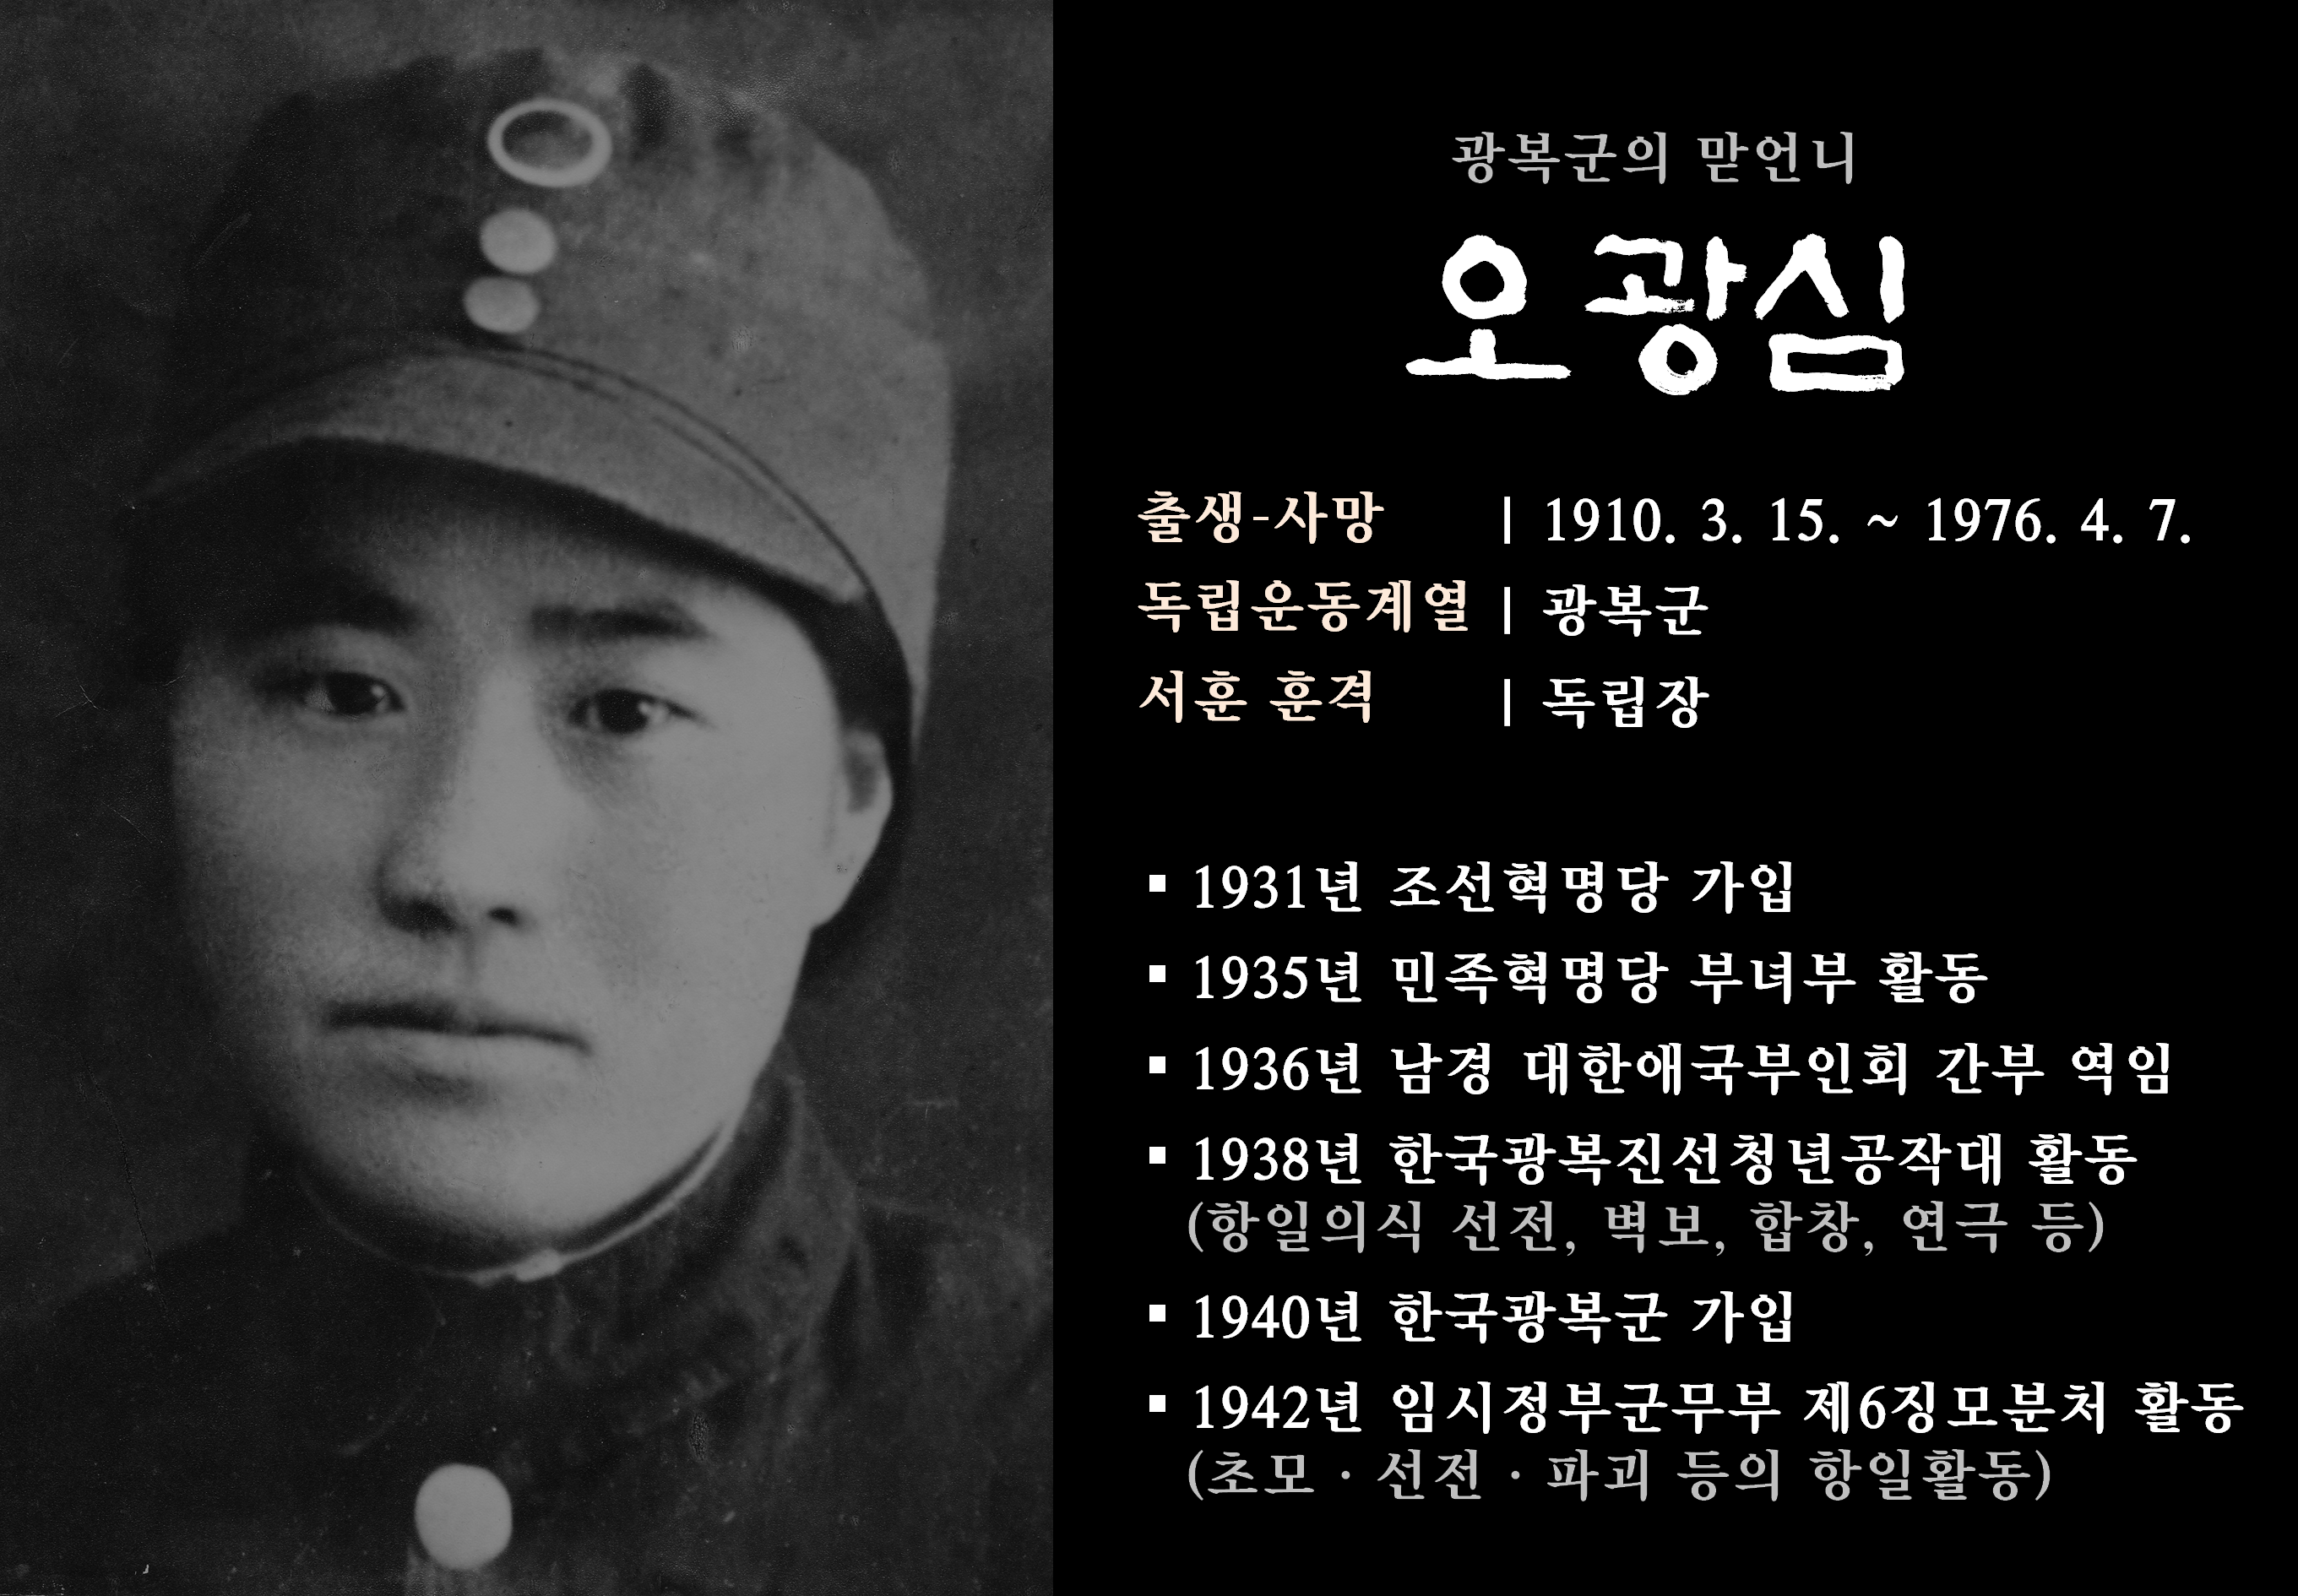 광복군의 맏언니
오광심
출생-사망 | 1910. 3. 15. ~ 1976. 4. 7.
독립운동계열 | 광복군
서훈 훈격 | 독립장
▪ 1931년 조선혁명당 가입
▪ 1935년 민족혁명당 부녀부 활동
▪ 1936년 남경 대한애국부인회 간부 역임
▪ 1938년 한국광복진선청년공작대 활동
(항일의식 선전, 벽보, 합창, 연극 등)
▪ 1940년 한국광복군 가입
▪ 1942년 임시정부군무부 제6징모분처 활동
(초모 · 선전 · 파괴 등의 항일활동)